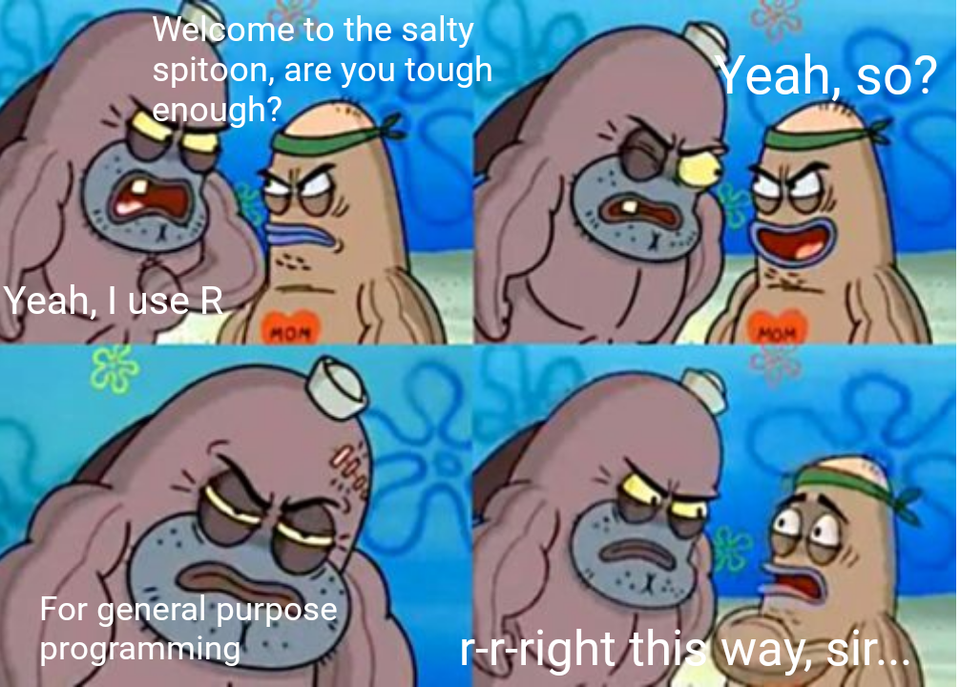 Welcome to the salty
spitoon, are you tough
enough?
Yeah, I use R
MOM
Yeah, so?
MOM
For general purpose
programming
r-r-right this way, sir...